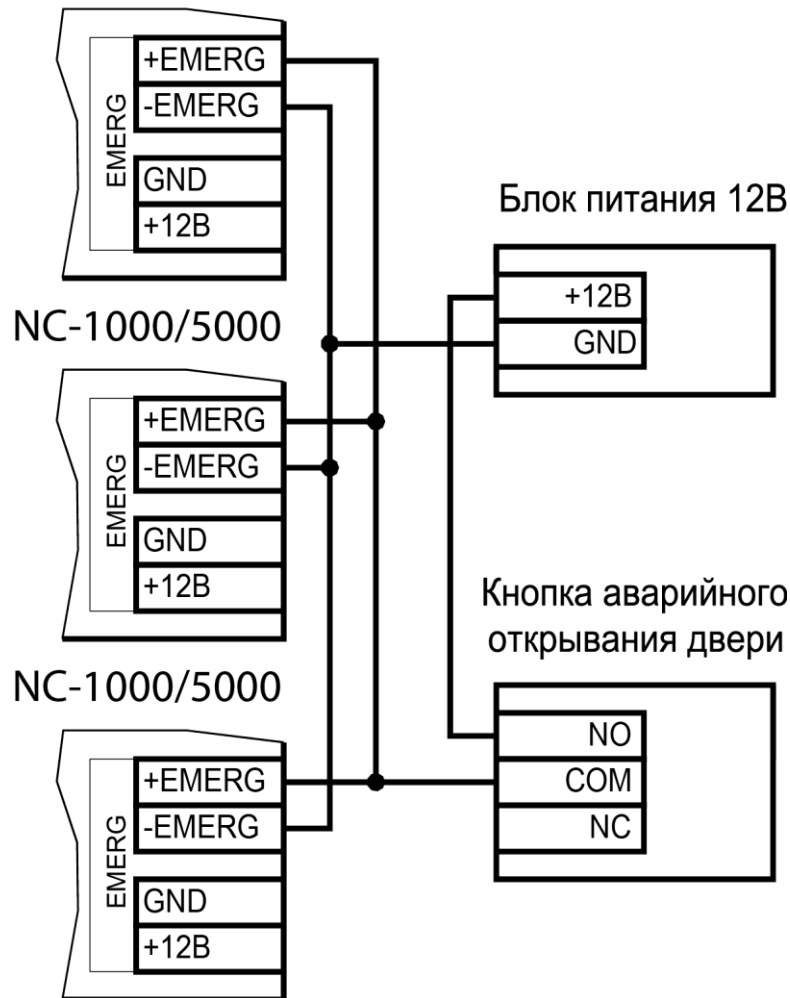 EMERG
+EMERG
-EMERG
GND
+12В
NC-1000/5000
EMERG
+EMERG
-EMERG
GND
+12В
NC-1000/5000
EMERG
+EMERG
-EMERG
GND
+12В
Блок питания 12В
+12В
GND
Кнопка аварийного
открывания двери
NO
COM
NC